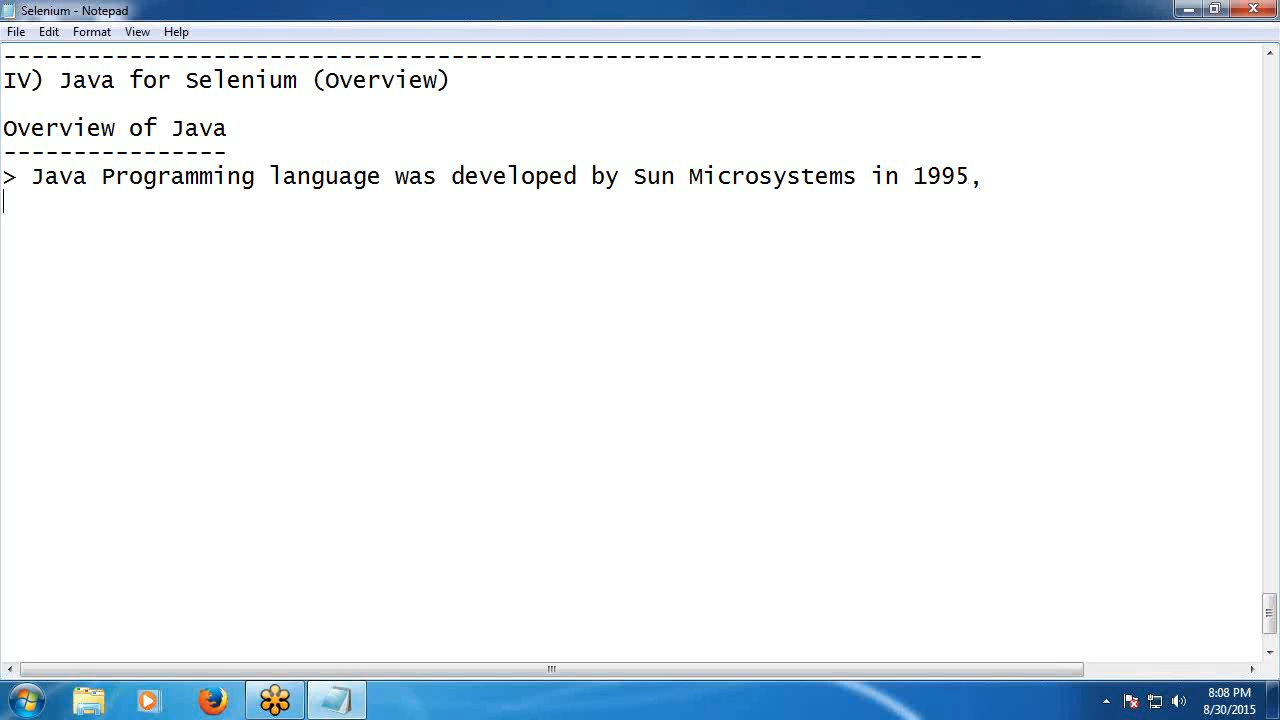 Selenium - Notepad
File Edit Format View Help
----------------------------------------------------------------------
IV) Java for Selenium (Overview)
Overview of Java
----------------
> Java Programming language was developed by Sun Microsystems in 1995,
8:08 PM
8/30/2015